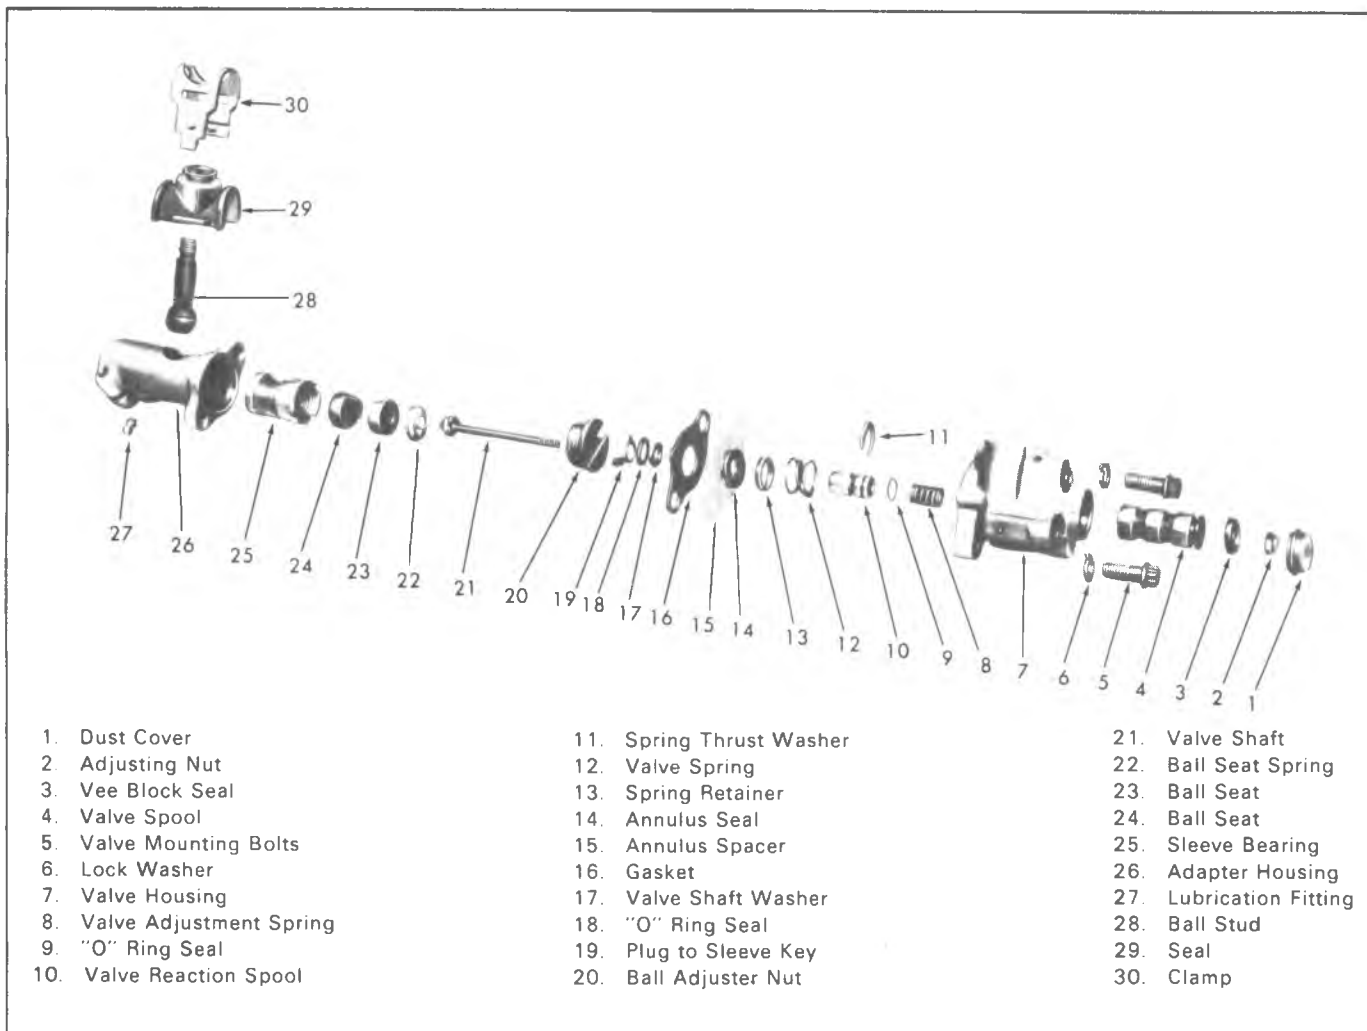 30
29
28
11
27
26
25
24
23
22
21
20
19
18
17
16
15
14
13
12
10
9
8
7
6
5
4
3
2
1
1. Dust Cover
2. Adjusting Nut
3. Vee Block Seal
4. Valve Spool
5. Valve Mounting Bolts
6. Lock Washer
7. Valve Housing
8. Valve Adjustment Spring
9. "O" Ring Seal
10. Valve Reaction Spool
11. Spring Thrust Washer
12. Valve Spring
13. Spring Retainer
14. Annulus Seal
15. Annulus Spacer
16. Gasket
17. Valve Shaft Washer
18. "O" Ring Seal
19. Plug to Sleeve Key
20. Ball Adjuster Nut
21. Valve Shaft
22. Ball Seat Spring
23. Ball Seat
24. Ball Seat
25. Sleeve Bearing
26. Adapter Housing
27. Lubrication Fitting
28. Ball Stud
29. Seal
30. Clamp